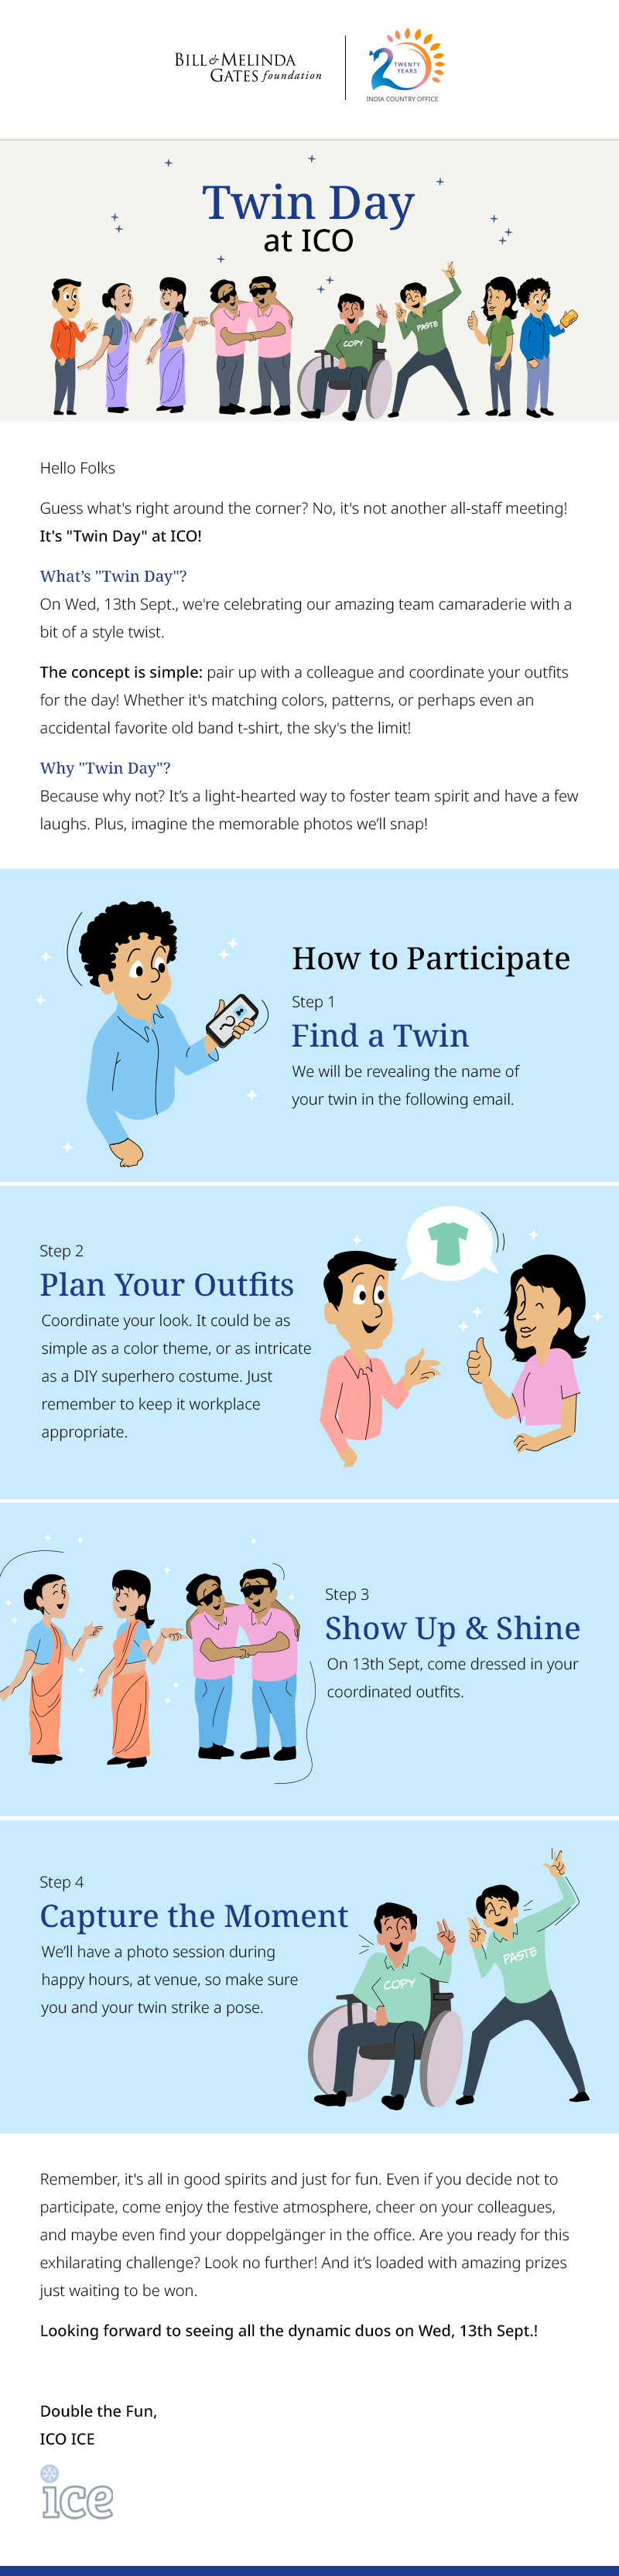 BILL & MELINDA
GATES foundation
20
TWENTY
YEARS
INDIA COUNTRY OFFICE
Twin Day
at ICO
COPY
PASTE
Hello Folks
Guess what's right around the corner? No, it's not another all-staff meeting!
It's "Twin Day" at ICO!
What’s "Twin Day"?
On Wed, 13th Sept., we're celebrating our amazing team camaraderie with a
bit of a style twist.
The concept is simple: pair up with a colleague and coordinate your outfits
for the day! Whether it's matching colors, patterns, or perhaps even an
accidental favorite old band t-shirt, the sky's the limit!
Why "Twin Day"?
Because why not? It’s a light-hearted way to foster team spirit and have a few
laughs. Plus, imagine the memorable photos we’ll snap!
How to Participate
Step 1
Find a Twin
We will be revealing the name of
your twin in the following email.
?
Step 2
Plan Your Outfits
Coordinate your look. It could be as
simple as a color theme, or as intricate
as a DIY superhero costume. Just
remember to keep it workplace
appropriate.
Step 3
Show Up & Shine
On 13th Sept, come dressed in your
coordinated outfits.
Step 4
Capture the Moment
We’ll have a photo session during
happy hours, at venue, so make sure
you and your twin strike a pose.
COPY
PASTE
Remember, it's all in good spirits and just for fun. Even if you decide not to
participate, come enjoy the festive atmosphere, cheer on your colleagues,
and maybe even find your doppelgänger in the office. Are you ready for this
exhilarating challenge? Look no further! And it’s loaded with amazing prizes
just waiting to be won.
Looking forward to seeing all the dynamic duos on Wed, 13th Sept.!
Double the Fun,
ICO ICE
ice